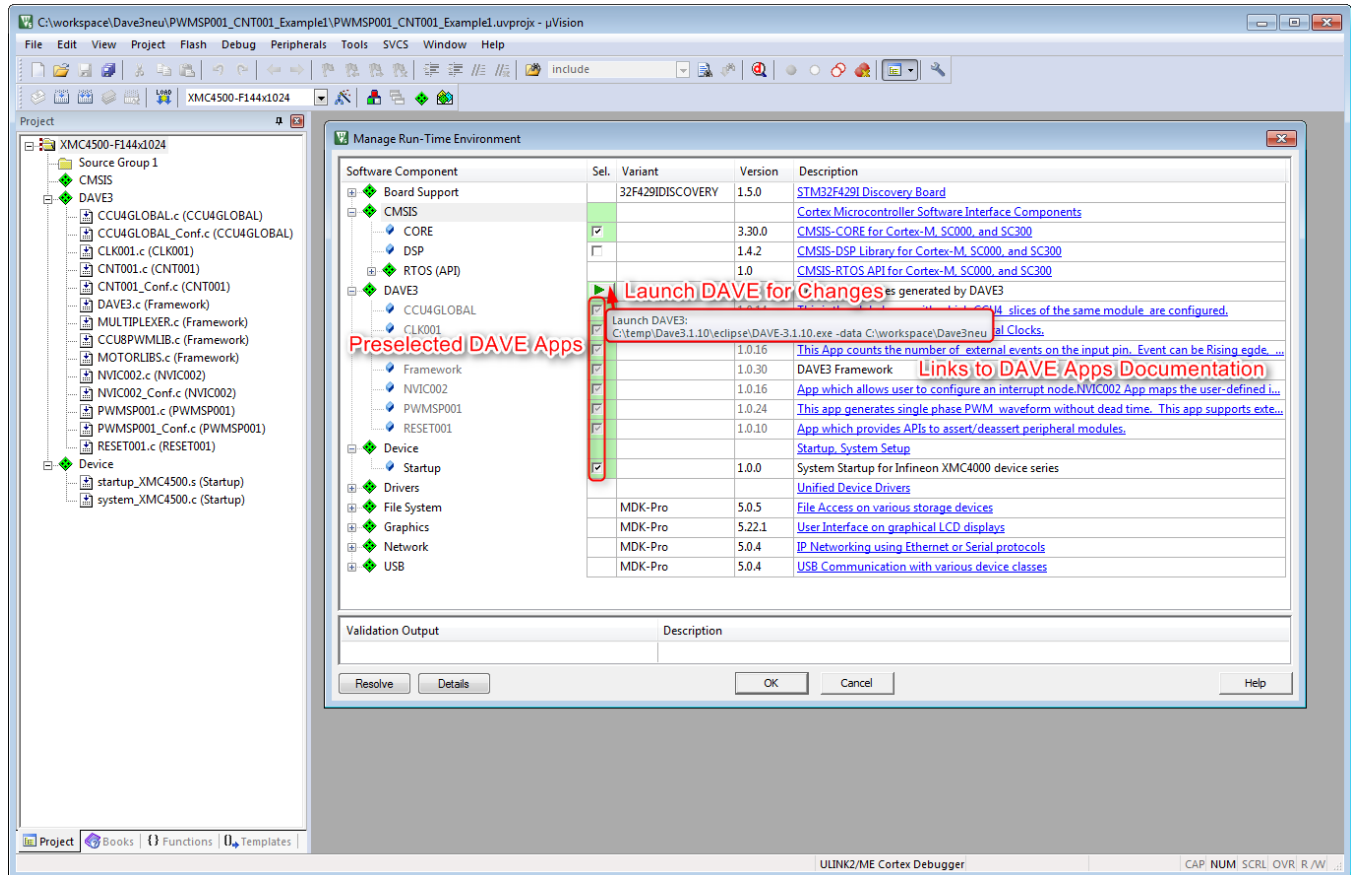 C:\workspace\Dave3neu\PWMSP001_CNT001_Example1\PWMSP001_CNT001_Example1.uvprojx - µVision
File Edit View Project Flash Debug Peripherals Tools SVCS Window Help
include
LOAD XMC4500-F144x1024
Project
XMC4500-F144x1024
Source Group 1
CMSIS
DAVE3
CCU4GLOBAL.c (CCU4GLOBAL)
CCU4GLOBAL_Conf.c (CCU4GLOBAL)
CLK001.c (CLK001)
CNT001.c (CNT001)
CNT001_Conf.c (CNT001)
DAVE3.c (Framework)
MULTIPLEXER.c (Framework)
CCU8PWMLIB.c (Framework)
MOTORLIBS.c (Framework)
NVIC002.c (NVIC002)
NVIC002_Conf.c (NVIC002)
PWMSP001.c (PWMSP001)
PWMSP001_Conf.c (PWMSP001)
RESET001.c (RESET001)
Device
startup_XMC4500.s (Startup)
system_XMC4500.c (Startup)
Project Books Functions Templates
Manage Run-Time Environment
Software Component Sel. Variant Version Description
Board Support 32F429IDISCOVERY 1.5.0 STM32F429I Discovery Board
CMSIS Cortex Microcontroller Software Interface Components
CORE 3.30.0 CMSIS-CORE for Cortex-M, SC000, and SC300
DSP 1.4.2 CMSIS-DSP Library for Cortex-M, SC000, and SC300
RTOS (API) 1.0 CMSIS-RTOS API for Cortex-M, SC000, and SC300
DAVE3 Launch DAVE for Changes es generated by DAVE3
CCU4GLOBAL slices of the same module are configured.
Launch DAVE3:
CLK001 C:\temp\Dave3.1.10\eclipse\DAVE-3.1.10.exe -data C:\workspace\Dave3neu al Clocks.
Preselected DAVE Apps 1.0.16 This App counts the number of external events on the input pin. Event can be Rising egde, ...
Framework 1.0.30 DAVE3 Framework Links to DAVE Apps Documentation
NVIC002 1.0.16 App which allows user to configure an interrupt node.NVIC002 App maps the user-defined i...
PWMSP001 1.0.24 This app generates single phase PWM waveform without dead time. This app supports exte...
RESET001 1.0.10 App which provides APIs to assert/deassert peripheral modules.
Device Startup, System Setup
Startup 1.0.0 System Startup for Infineon XMC4000 device series
Drivers Unified Device Drivers
File System MDK-Pro 5.0.5 File Access on various storage devices
Graphics MDK-Pro 5.22.1 User Interface on graphical LCD displays
Network MDK-Pro 5.0.4 IP Networking using Ethernet or Serial protocols
USB MDK-Pro 5.0.4 USB Communication with various device classes
Validation Output Description
Resolve Details OK Cancel Help
ULINK2/ME Cortex Debugger CAP NUM SCRL OVR R/W